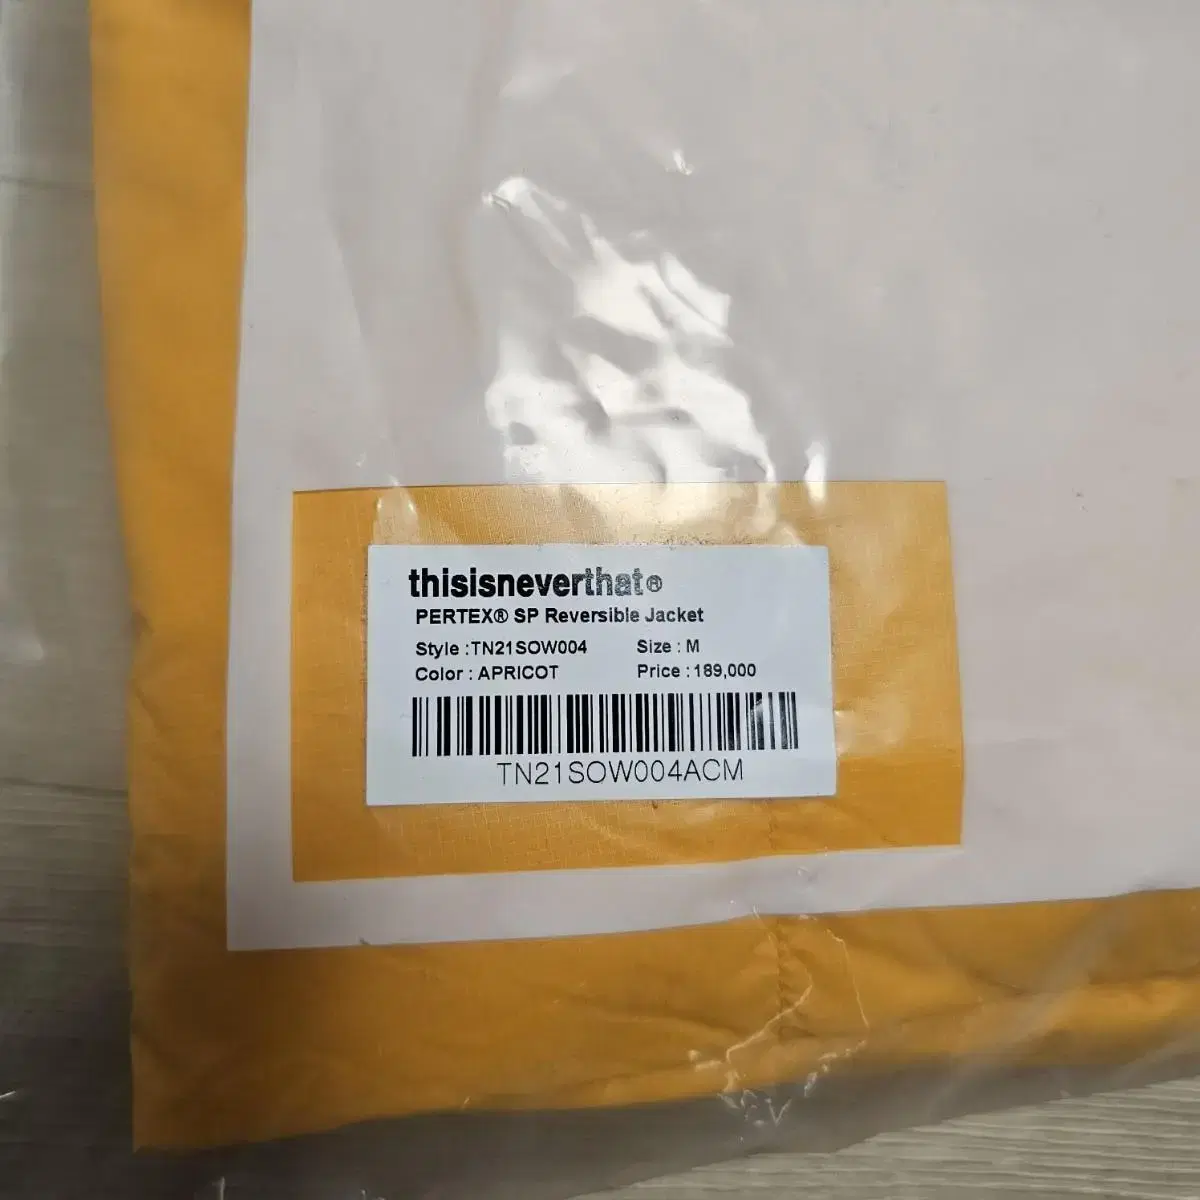 thisisneverthat®
PERTEX® SP Reversible Jacket
Style :TN21SOW004 Size : M
Color : APRICOT Price : 189,000
TN21SOW004ACM